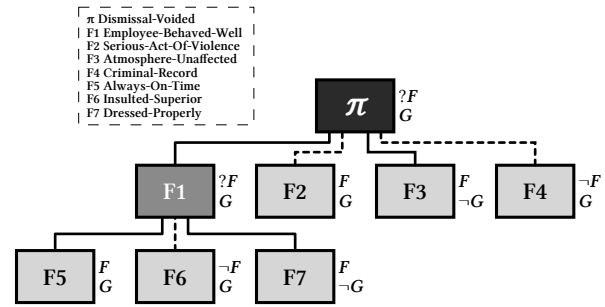 π Dismissal-Voided
F1 Employee-Behaved-Well
F2 Serious-Act-Of-Violence
F3 Atmosphere-Unaffected
F4 Criminal-Record
F5 Always-On-Time
F6 Insulted-Superior
F7 Dressed-Properly
π ?F
G
F1 ?F
G
F2 F
G
F3 F
¬G
F4 ¬F
G
F5 F
G
F6 ¬F
G
F7 F
¬G